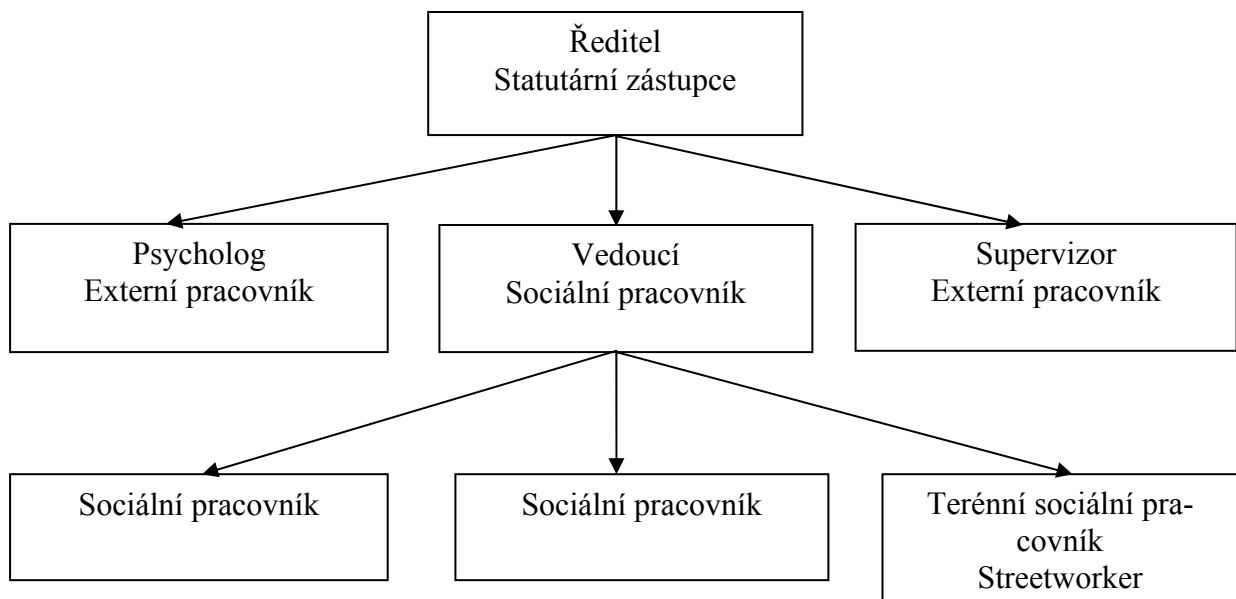 Ředitel
Statutární zástupce
Psycholog
Externí pracovník
Vedoucí
Sociální pracovník
Supervizor
Externí pracovník
Sociální pracovník
Sociální pracovník
Terénní sociální pra-
covník
Streetworker